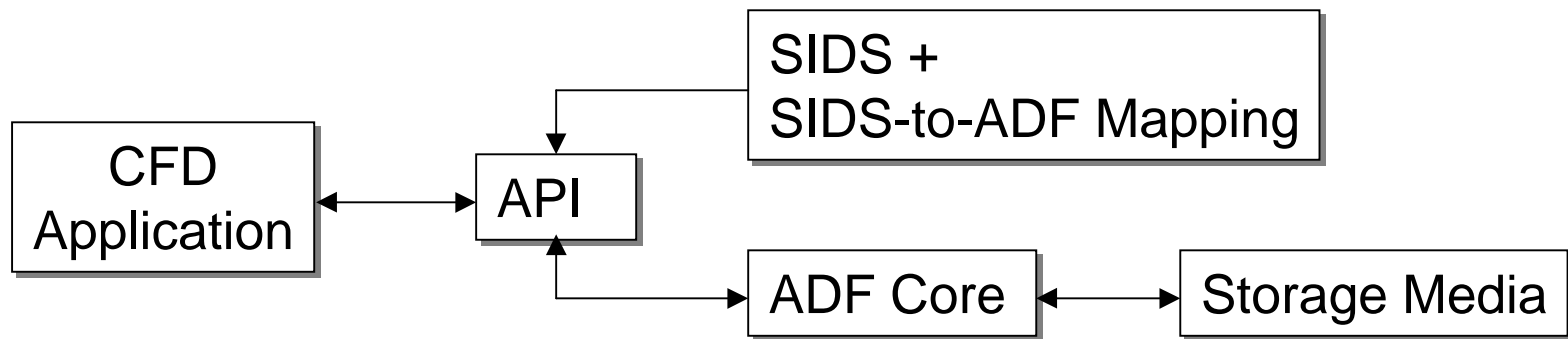 SIDS +
SIDS-to-ADF Mapping
CFD
Application
API
ADF Core
Storage Media